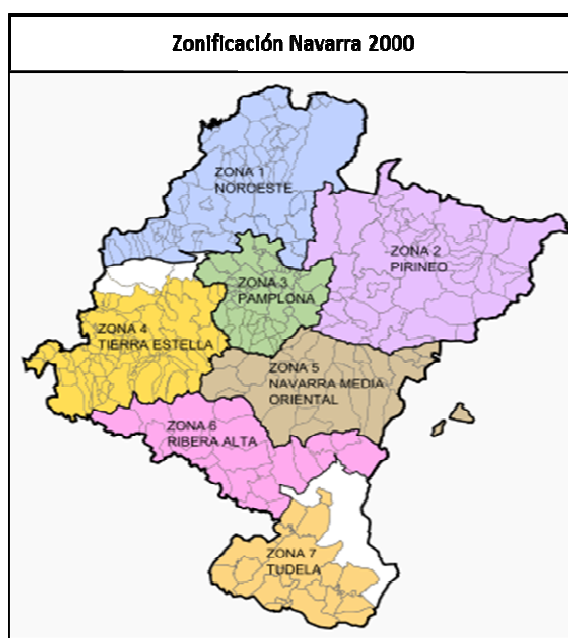 Zonificación Navarra 2000
ZONA 1
NOROESTE
ZONA 2
PIRINEO
ZONA 3
PAMPLONA
ZONA 4
TIERRA ESTELLA
ZONA 5
NAVARRA MEDIA
ORIENTAL
ZONA 6
RIBERA ALTA
ZONA 7
TUDELA